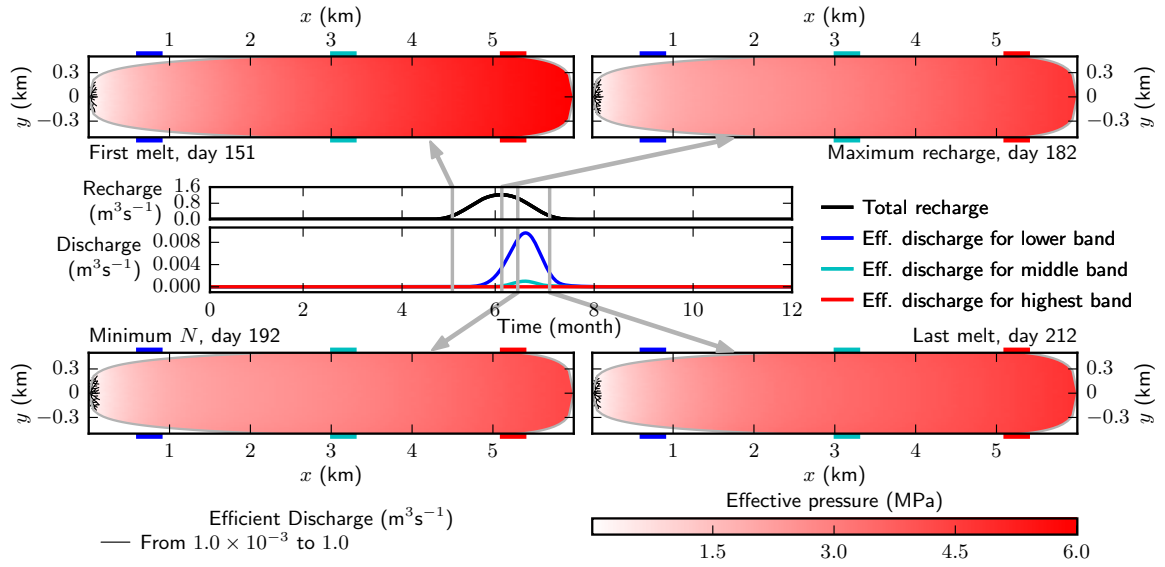 x (km)
x (km)
1 2 3 4 5
1 2 3 4 5
y (km)
0.3
0
−0.3
0.3
0
−0.3
y (km)
First melt, day 151
Maximum recharge, day 182
Recharge
(m³s⁻¹)
1.6
0.8
0.0
Discharge
(m³s⁻¹)
0.008
0.004
0.000
0 2 4 6 8 10 12
Time (month)
Total recharge
Eff. discharge for lower band
Eff. discharge for middle band
Eff. discharge for highest band
Minimum N, day 192
Last melt, day 212
y (km)
0.3
0
−0.3
0.3
0
−0.3
y (km)
1 2 3 4 5
1 2 3 4 5
x (km)
x (km)
Efficient Discharge (m³s⁻¹)
From 1.0 × 10⁻³ to 1.0
Effective pressure (MPa)
1.5 3.0 4.5 6.0